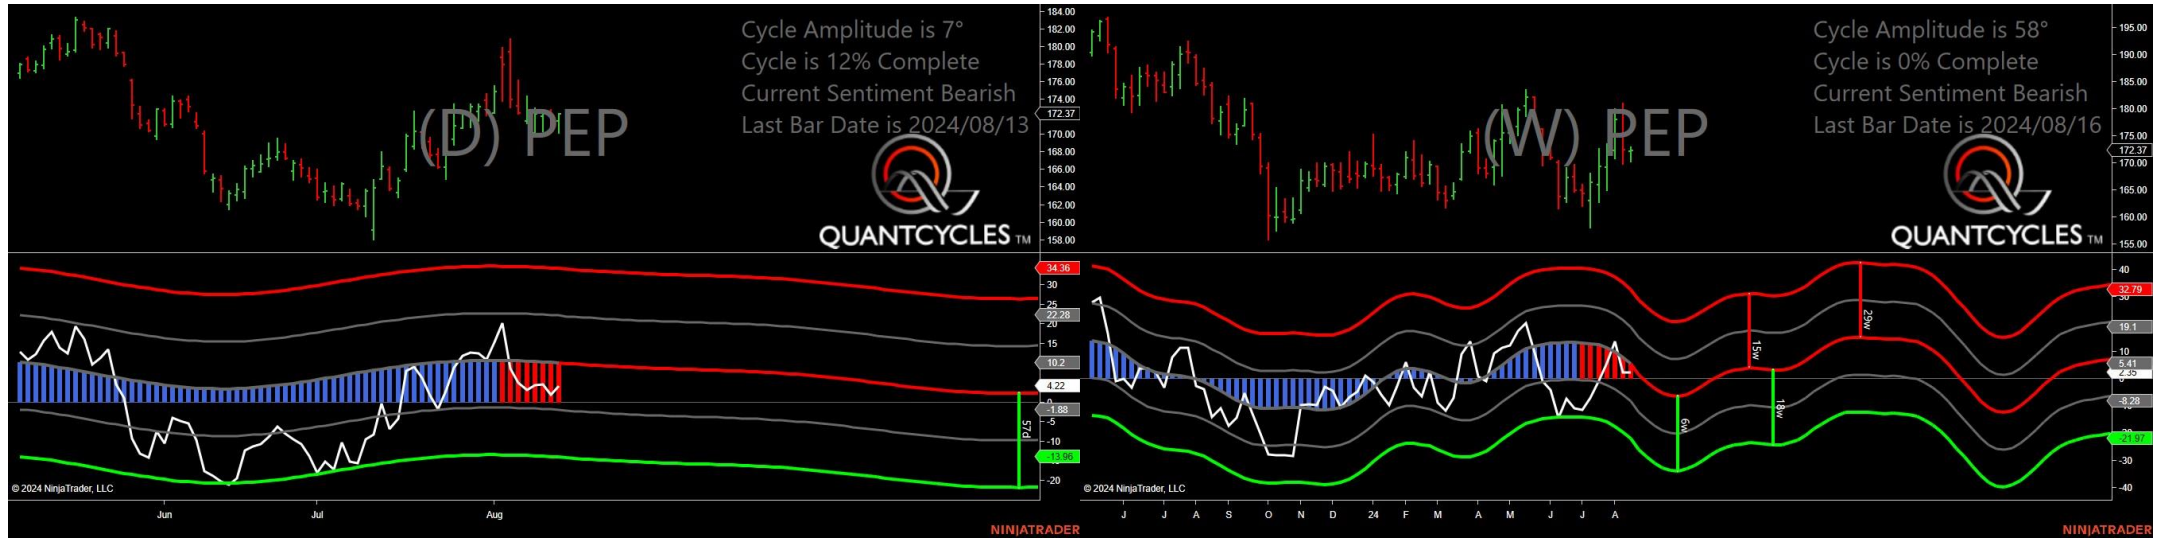 Cycle Amplitude is 7°
Cycle is 12% Complete
Current Sentiment Bearish
Last Bar Date is 2024/08/13
(D) PEP
QUANTCYCLES TM
184.00
182.00
180.00
178.00
176.00
174.00
172.37
170.00
168.00
166.00
164.00
162.00
160.00
158.00
34.36
30
25
22.28
20
15
10.2
4.22
0
-1.88
-5
-10
-13.96
-20
57d
© 2024 NinjaTrader, LLC
Jun Jul Aug
NINJATRADER
Cycle Amplitude is 58°
Cycle is 0% Complete
Current Sentiment Bearish
Last Bar Date is 2024/08/16
(W) PEP
QUANTCYCLES TM
195.00
190.00
185.00
180.00
175.00
172.37
170.00
165.00
160.00
155.00
40
32.79
30
19.1
10
5.41
2.35
-8.28
-21.97
-30
-40
6w
15w
18w
29w
© 2024 NinjaTrader, LLC
J J A S O N D 24 F M A M J J A
NINJATRADER